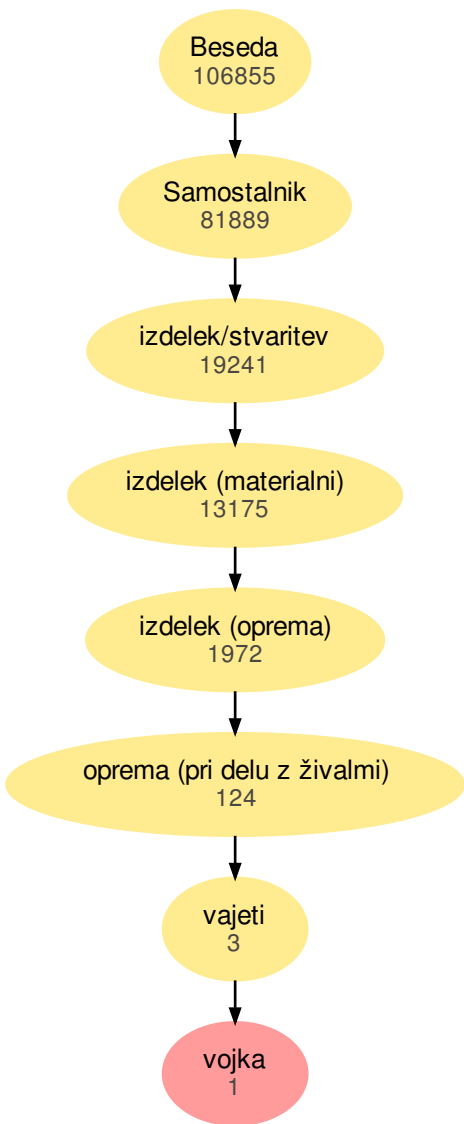 Beseda
106855
Samostalnik
81889
izdelek/stvaritev
19241
izdelek (materialni)
13175
izdelek (oprema)
1972
oprema (pri delu z živalmi)
124
vajeti
3
vojka
1